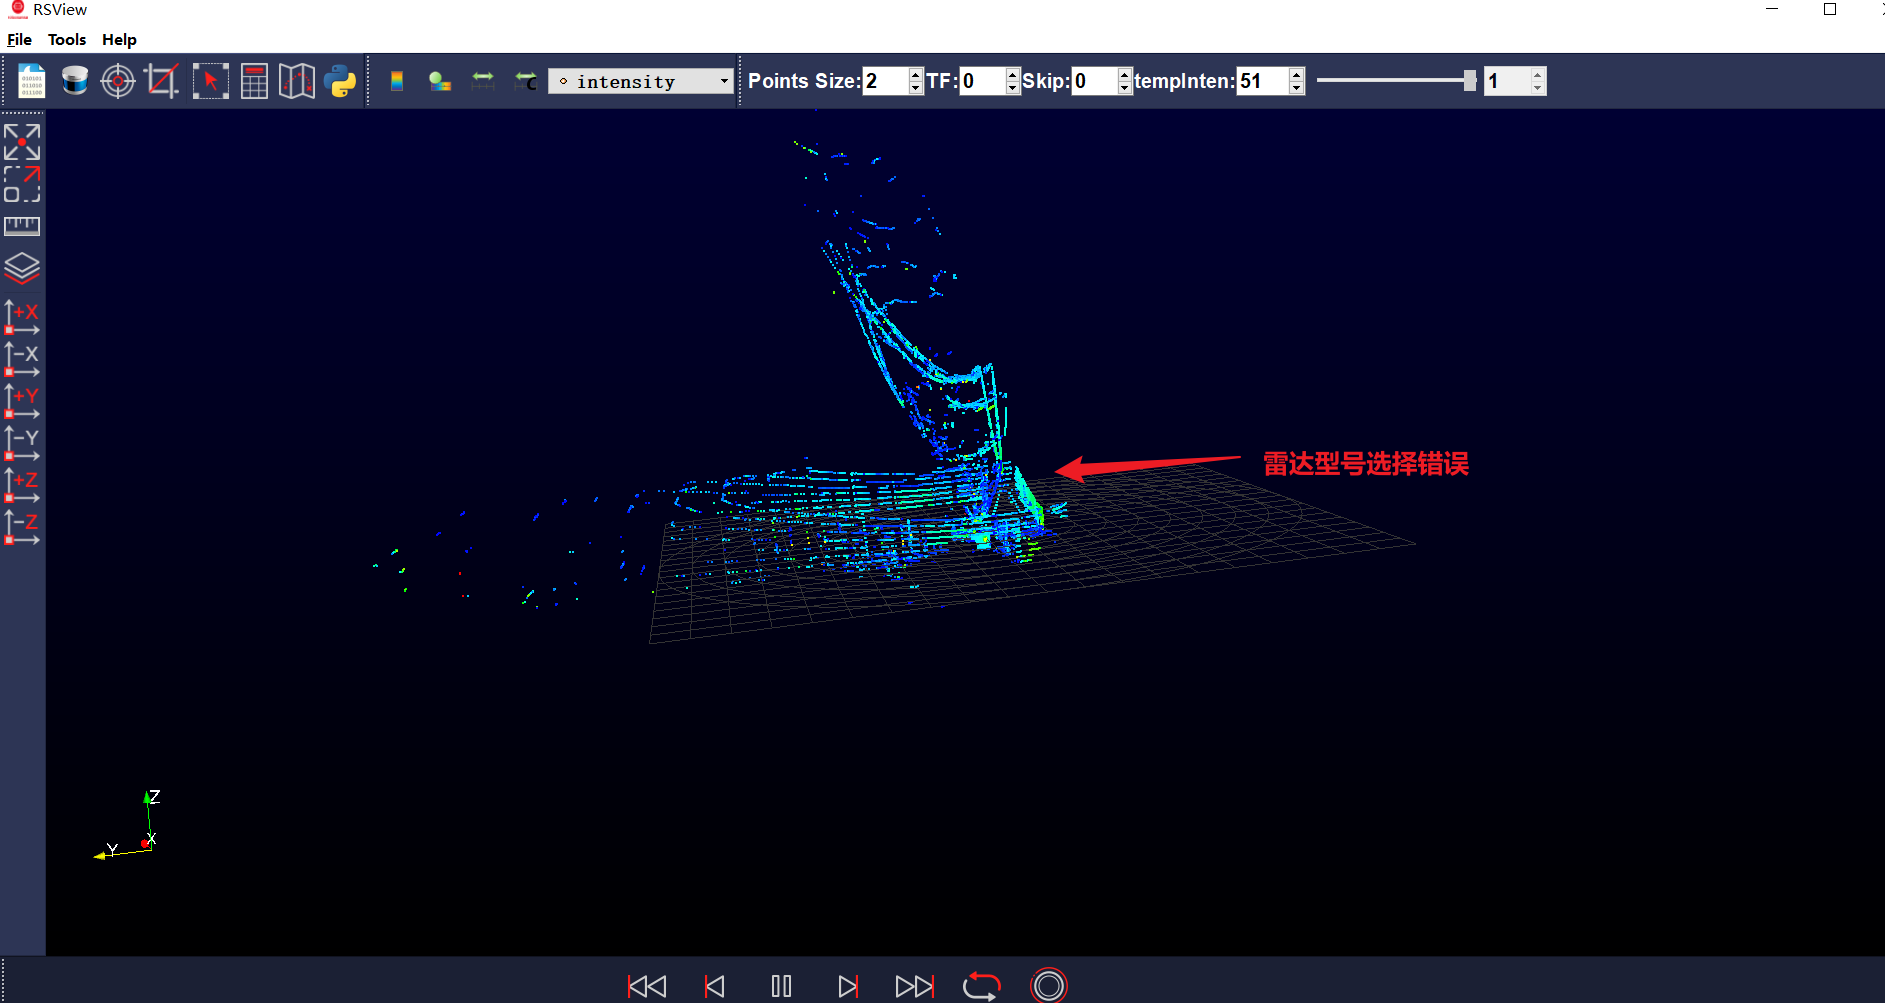 RSView
File Tools Help
intensity Points Size: 2 TF: 0 Skip: 0 tempInten: 51 1
+X
-X
+Y
-Y
+Z
-Z
雷达型号选择错误
Z
X
Y